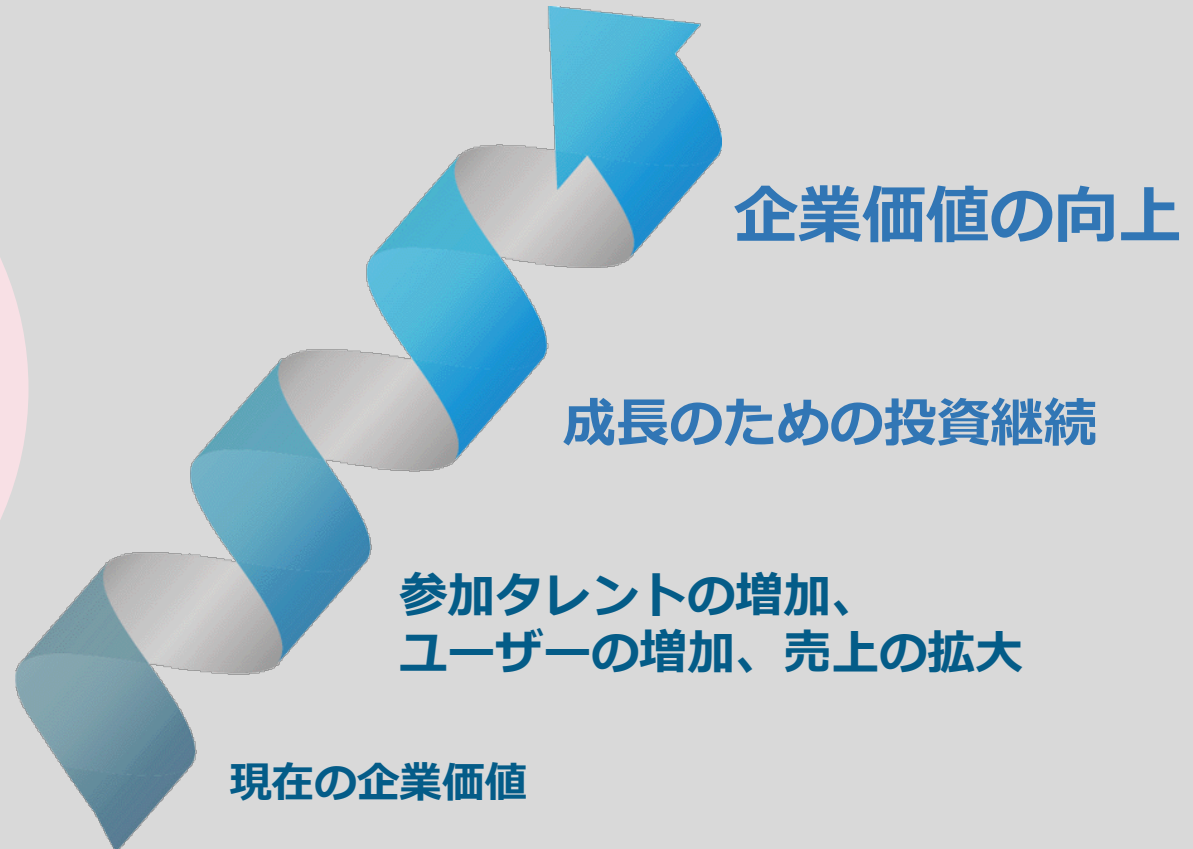 企業価値の向上
成長のための投資継続
参加タレントの増加、
ユーザーの増加、売上の拡大
現在の企業価値